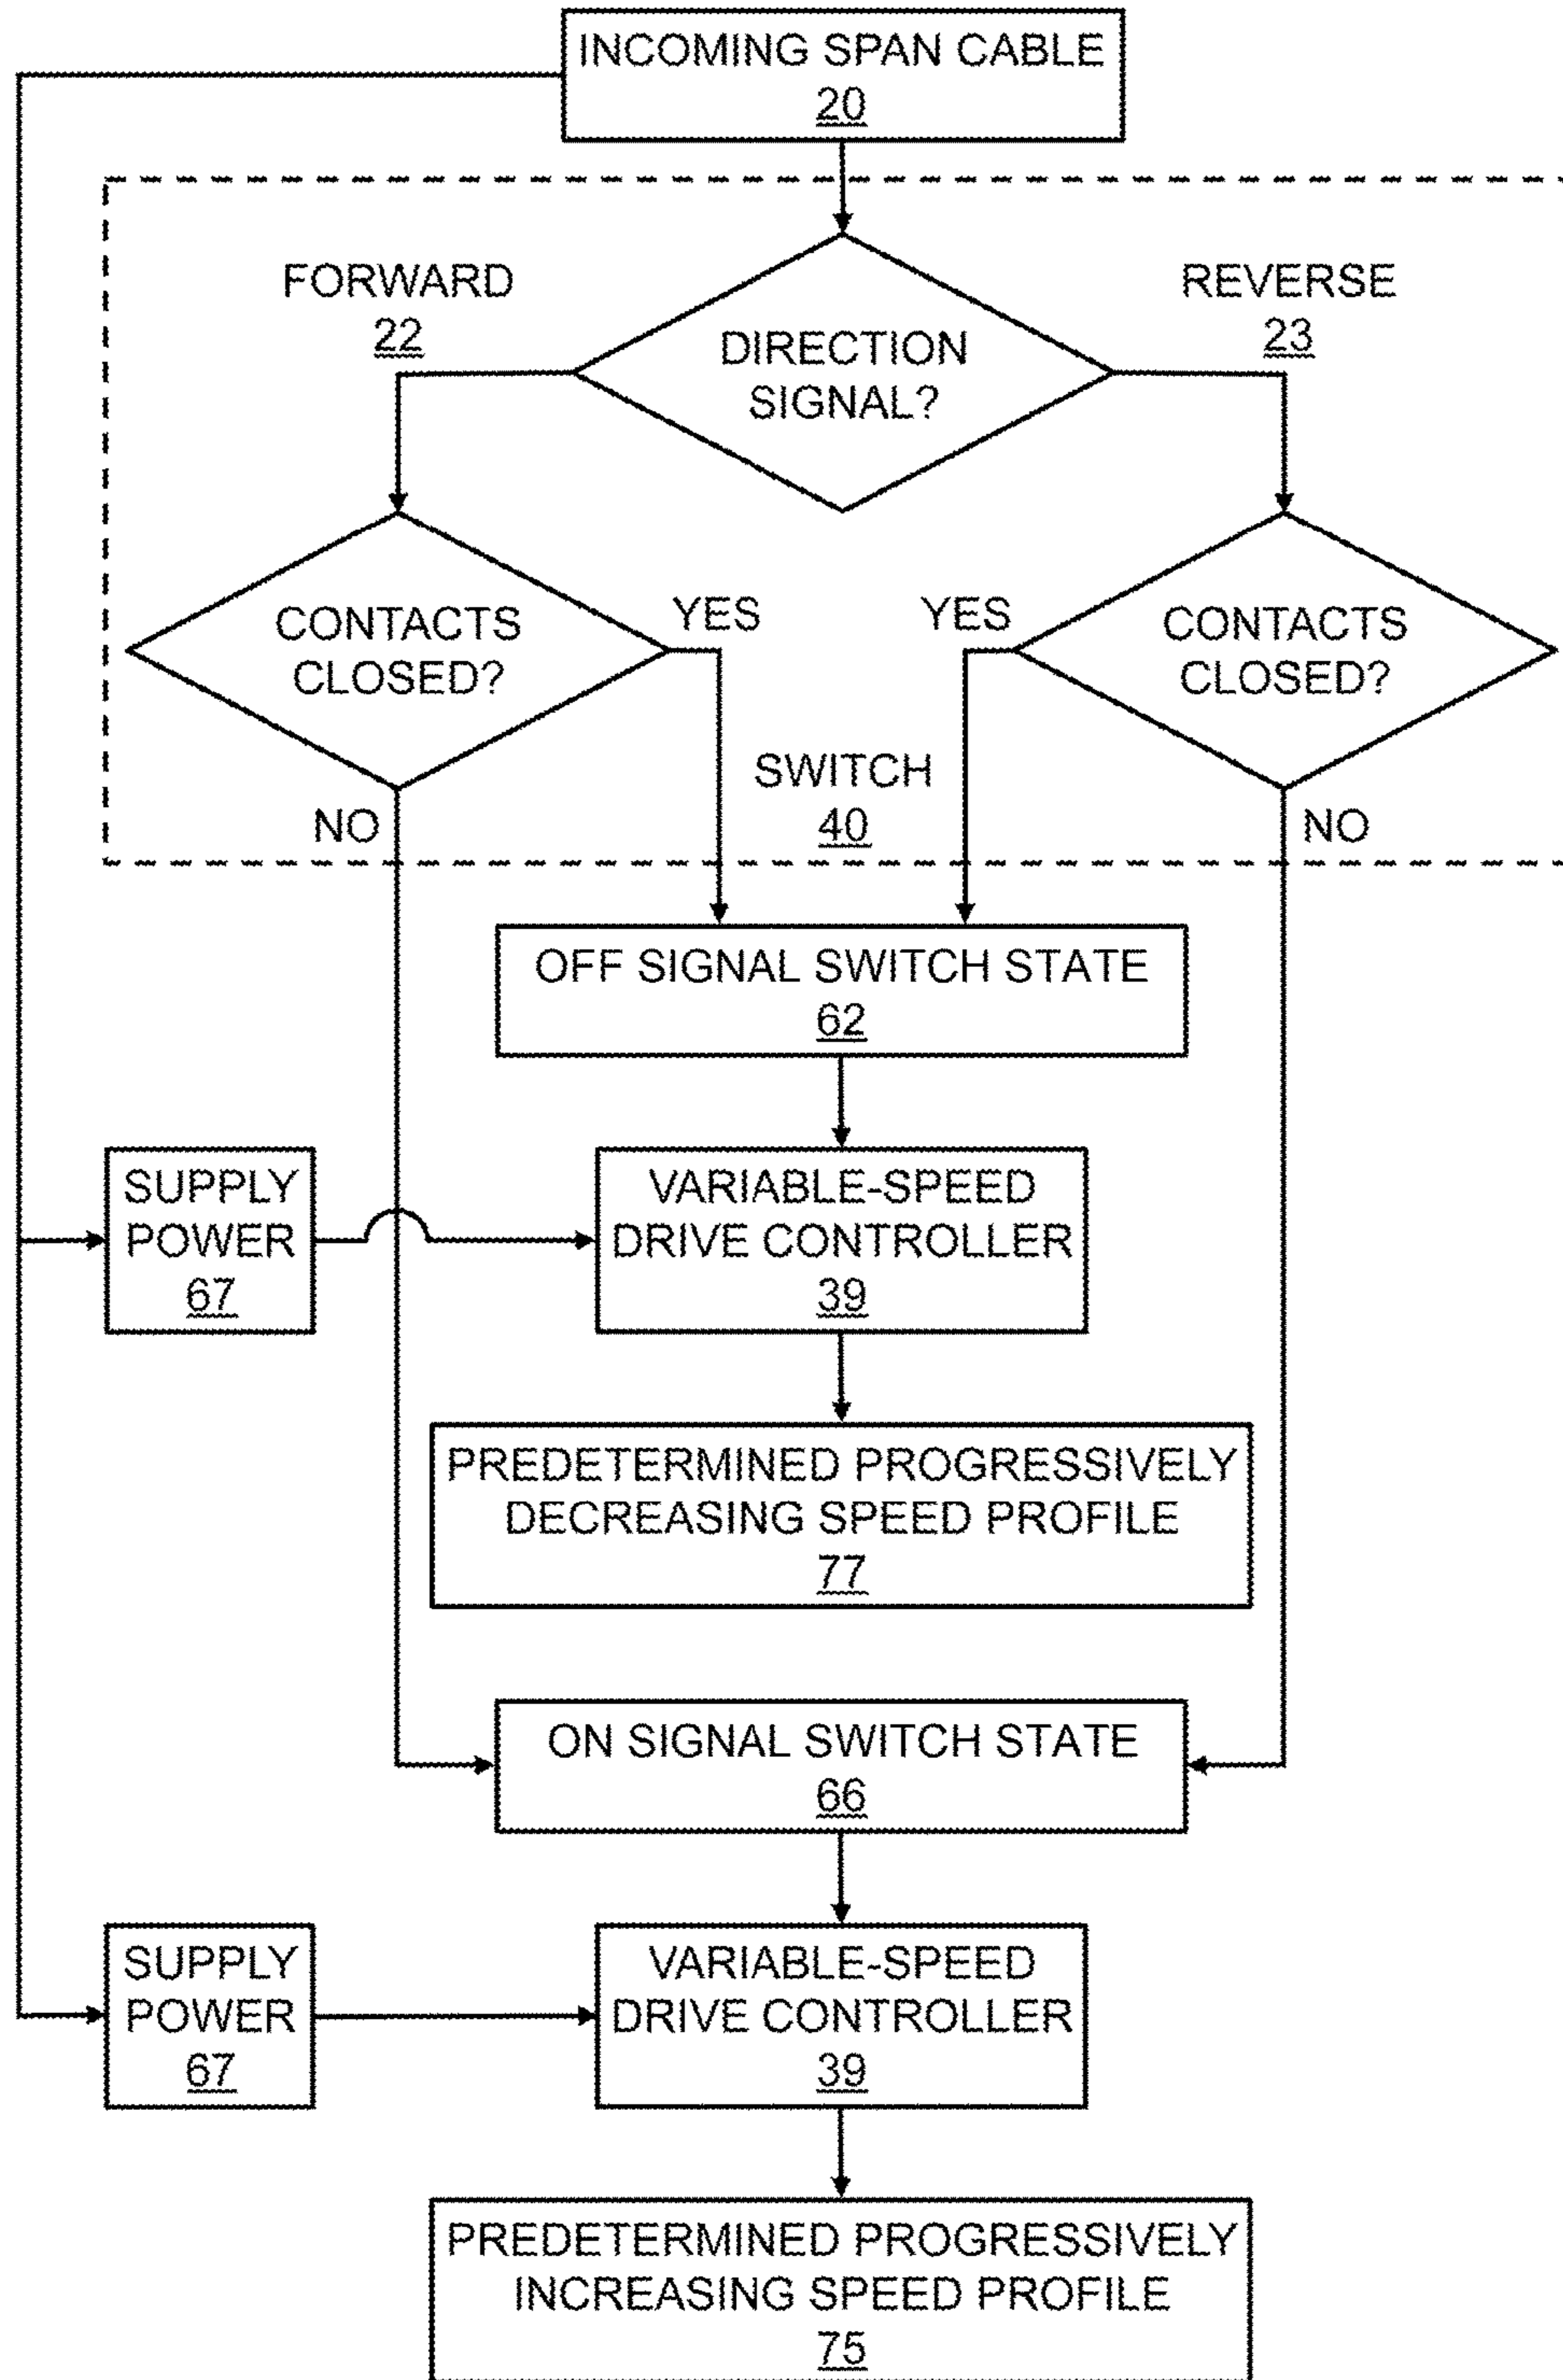 INCOMING SPAN CABLE
20
FORWARD
22
REVERSE
23
DIRECTION
SIGNAL?
CONTACTS
CLOSED?
YES
YES
CONTACTS
CLOSED?
SWITCH
40
NO
NO
OFF SIGNAL SWITCH STATE
62
SUPPLY
POWER
67
VARIABLE-SPEED
DRIVE CONTROLLER
39
PREDETERMINED PROGRESSIVELY
DECREASING SPEED PROFILE
77
ON SIGNAL SWITCH STATE
66
SUPPLY
POWER
67
VARIABLE-SPEED
DRIVE CONTROLLER
39
PREDETERMINED PROGRESSIVELY
INCREASING SPEED PROFILE
75